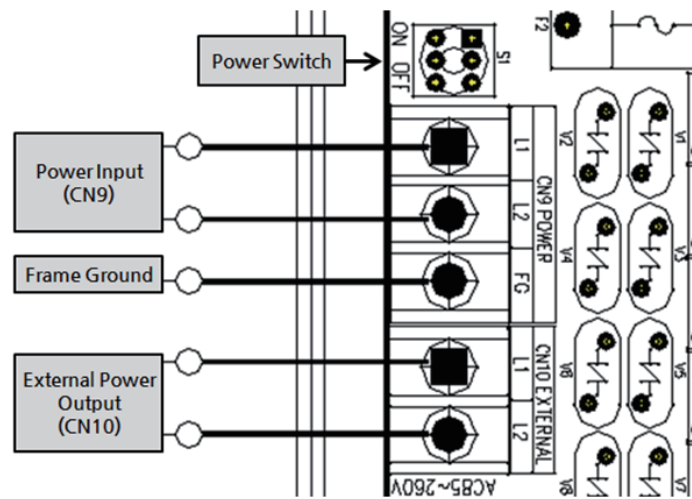 Power Switch
ON OFF
S1
F2
Power Input
(CN9)
L1
L2
CN9 POWER
Frame Ground
FG
External Power
Output
(CN10)
L1
L2
CN10 EXTERNAL
AC85~260V
V2
V1
V4
V3
V6
V5
V8
V7